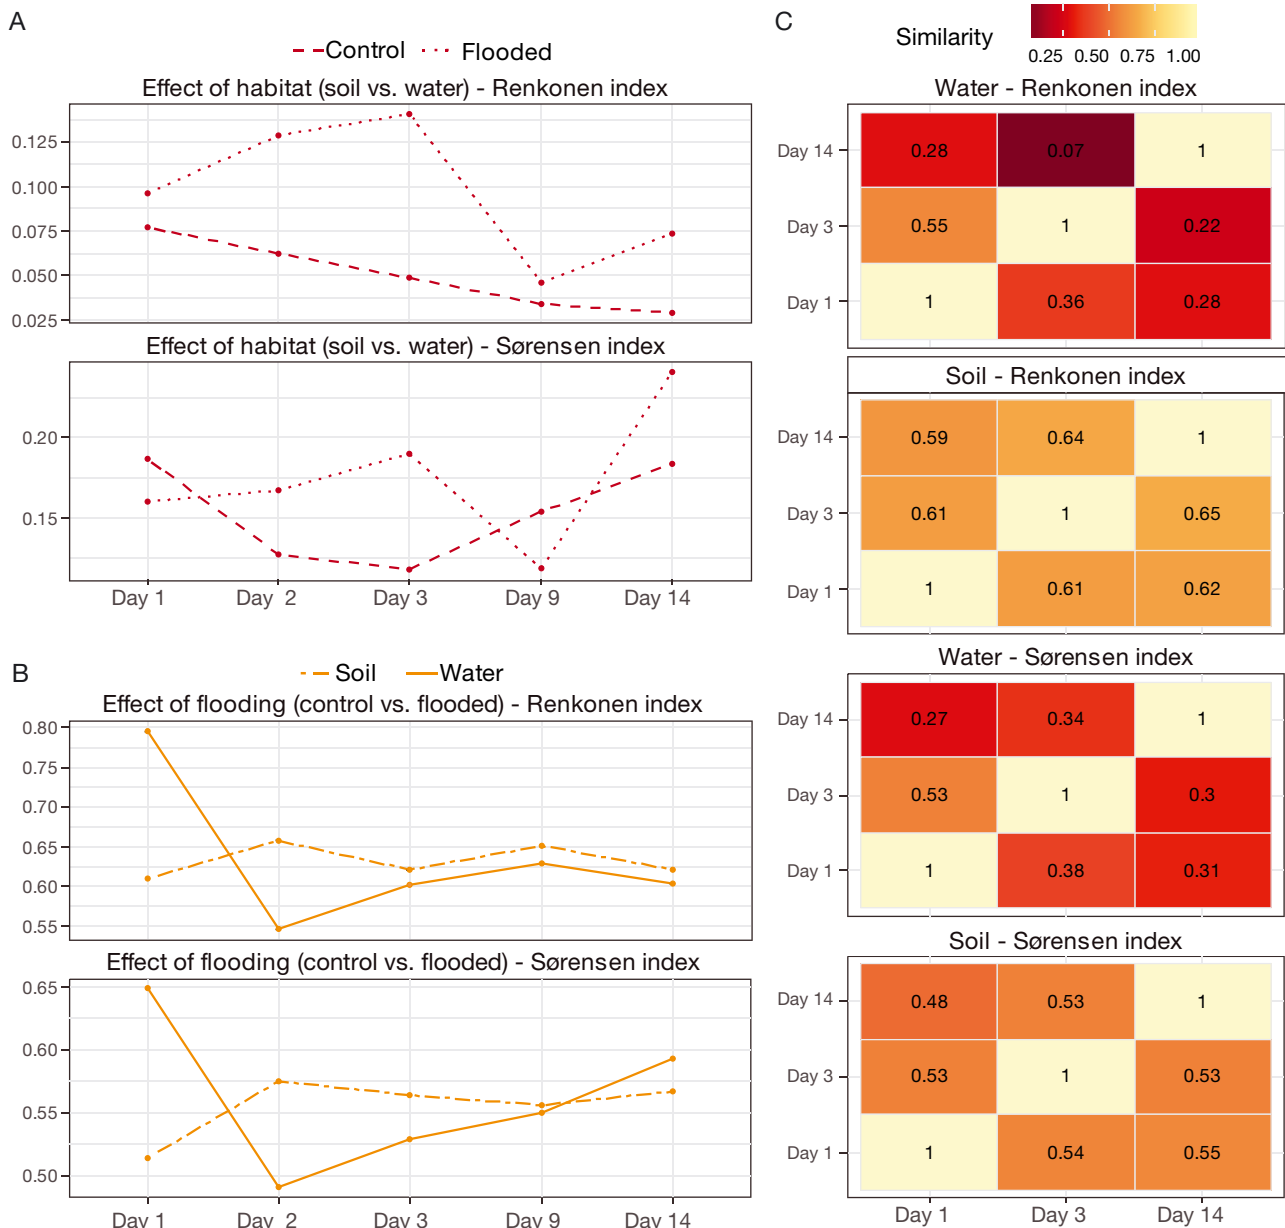 A
Control Flooded
Effect of habitat (soil vs. water) - Renkonen index
0.125
0.100
0.075
0.050
0.025
Effect of habitat (soil vs. water) - Sørensen index
0.20
0.15
Day 1 Day 2 Day 3 Day 9 Day 14
B
Soil Water
Effect of flooding (control vs. flooded) - Renkonen index
0.80
0.75
0.70
0.65
0.60
0.55
Effect of flooding (control vs. flooded) - Sørensen index
0.65
0.60
0.55
0.50
Day 1 Day 2 Day 3 Day 9 Day 14
C
Similarity
0.25 0.50 0.75 1.00
Water - Renkonen index
Day 14 0.28 0.07 1
Day 3 0.55 1 0.22
Day 1 1 0.36 0.28
Soil - Renkonen index
Day 14 0.59 0.64 1
Day 3 0.61 1 0.65
Day 1 1 0.61 0.62
Water - Sørensen index
Day 14 0.27 0.34 1
Day 3 0.53 1 0.3
Day 1 1 0.38 0.31
Soil - Sørensen index
Day 14 0.48 0.53 1
Day 3 0.53 1 0.53
Day 1 1 0.54 0.55
Day 1 Day 3 Day 14